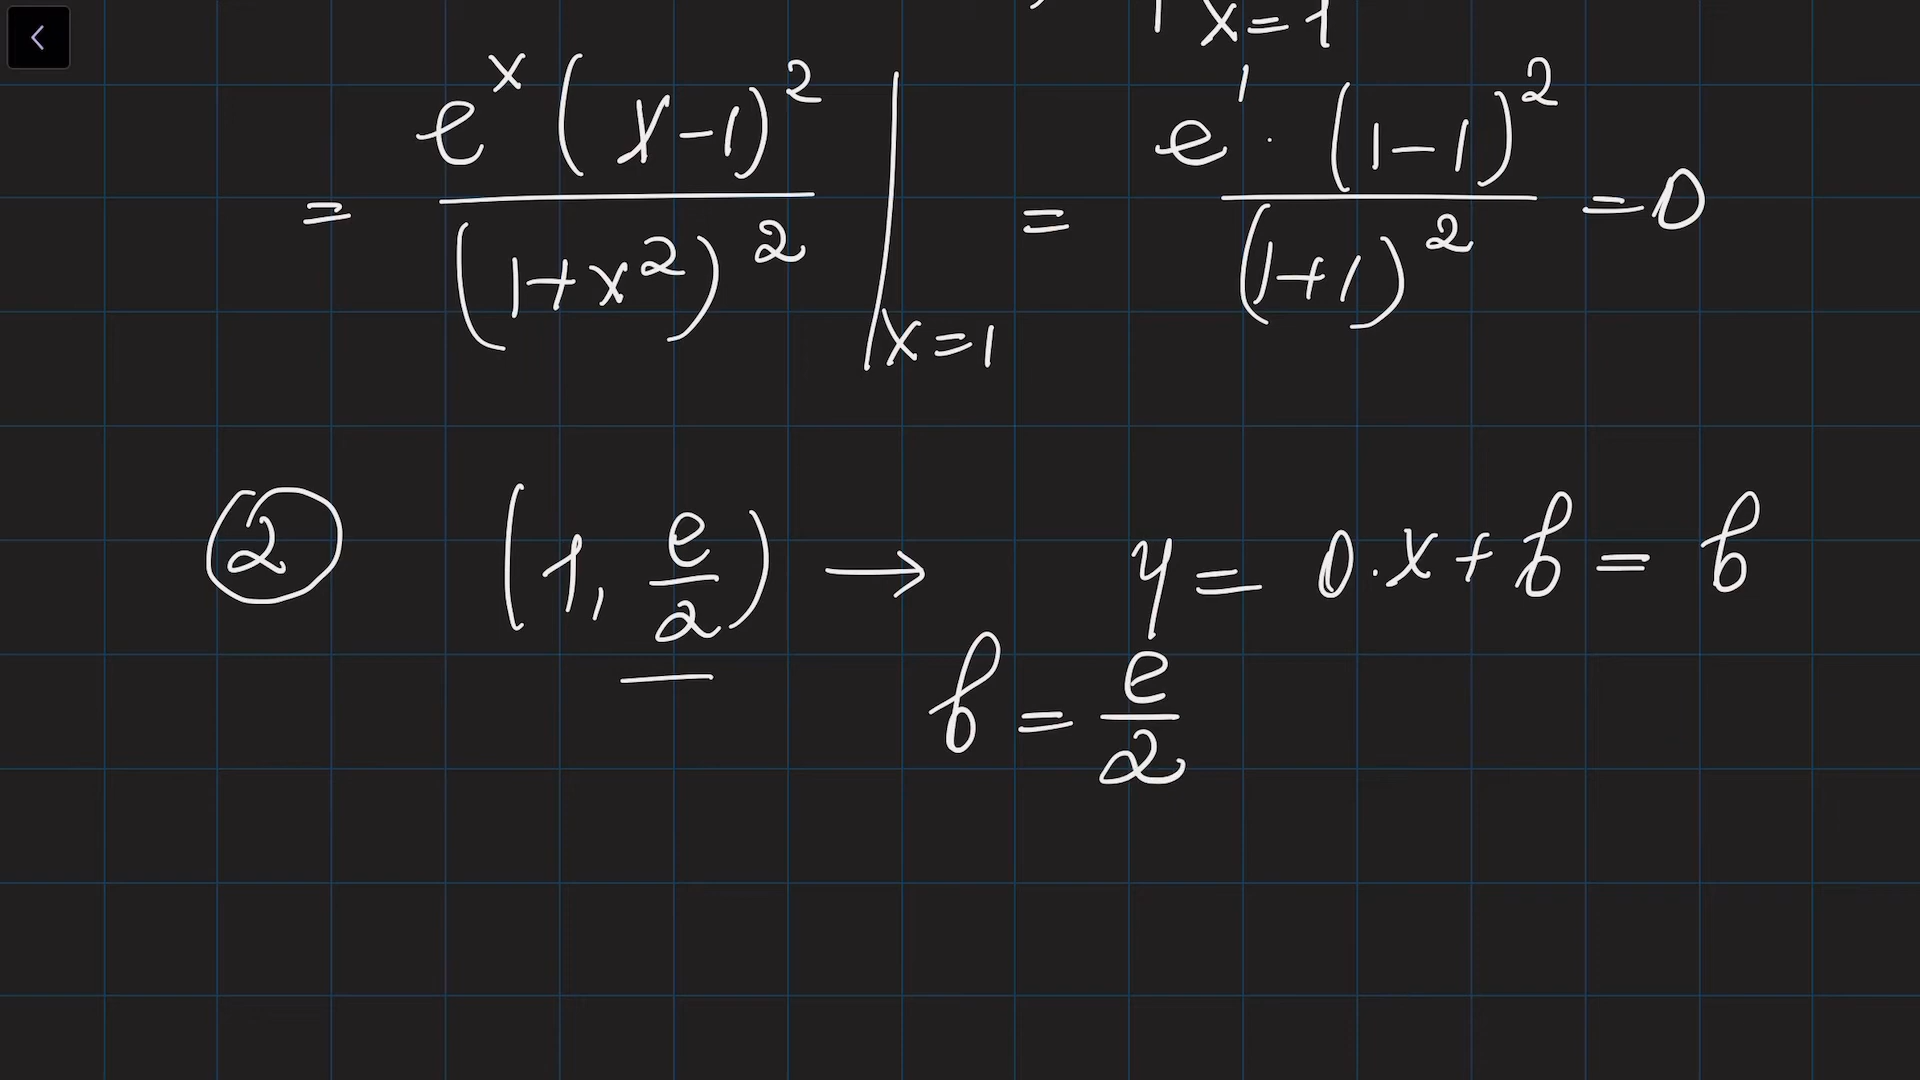 x=1
= e^x (x-1)^2 / (1+x^2)^2 |x=1 = e^1 · (1-1)^2 / (1+1)^2 = 0
② (1, e/2) → y = 0·x + b = b
b = e/2